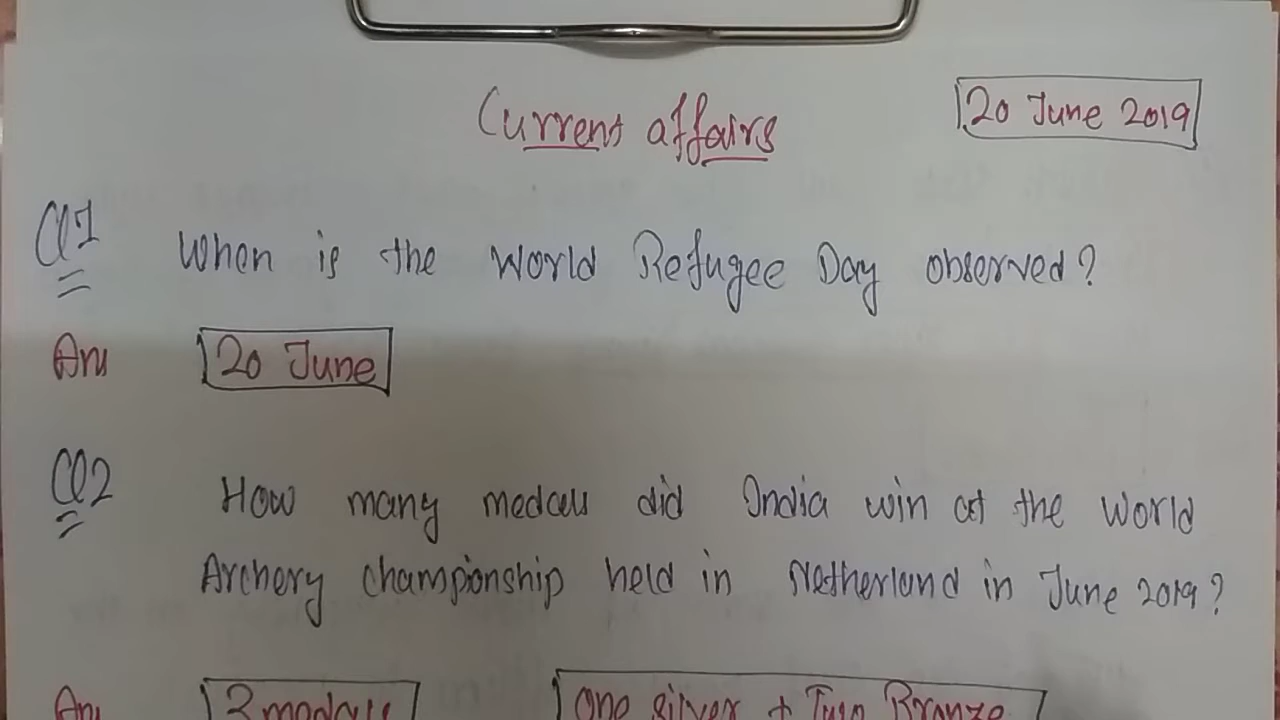 Current affairs
20 June 2019
Q1 When is the World Refugee Day observed?
Ans 20 June
Q2 How many medals did India win at the World
Archery championship held in Netherland in June 2019?
Ans 3 medals One silver + Two Bronze